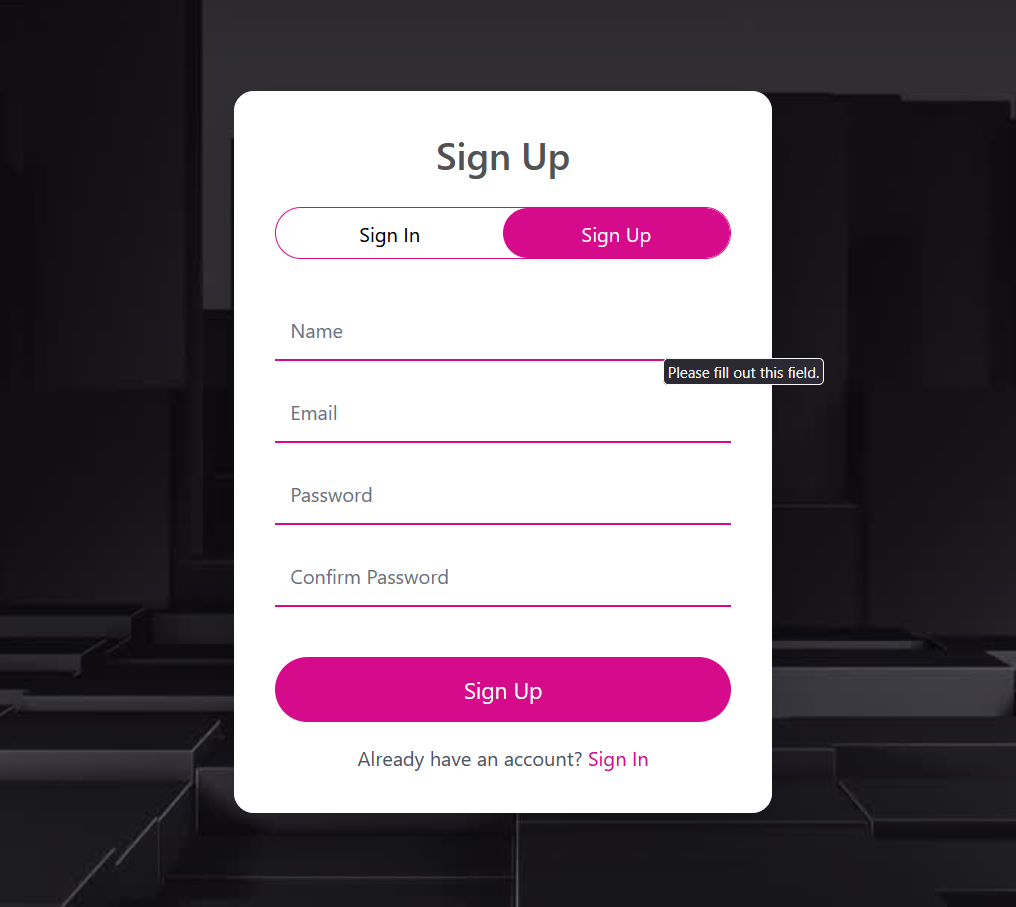 Sign Up
Sign In
Sign Up
Name
Please fill out this field.
Email
Password
Confirm Password
Sign Up
Already have an account? Sign In